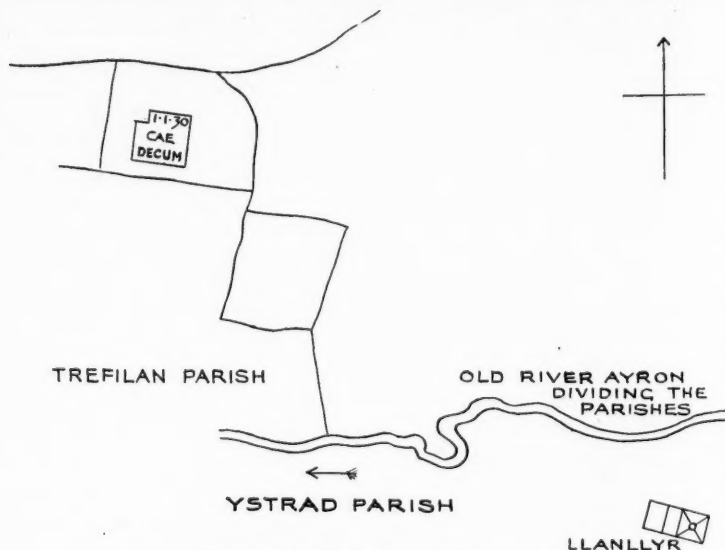 1·1·30
CAE
DECUM
TREFILAN PARISH
OLD RIVER AYRON
DIVIDING THE
PARISHES
YSTRAD PARISH
LLANLLYR